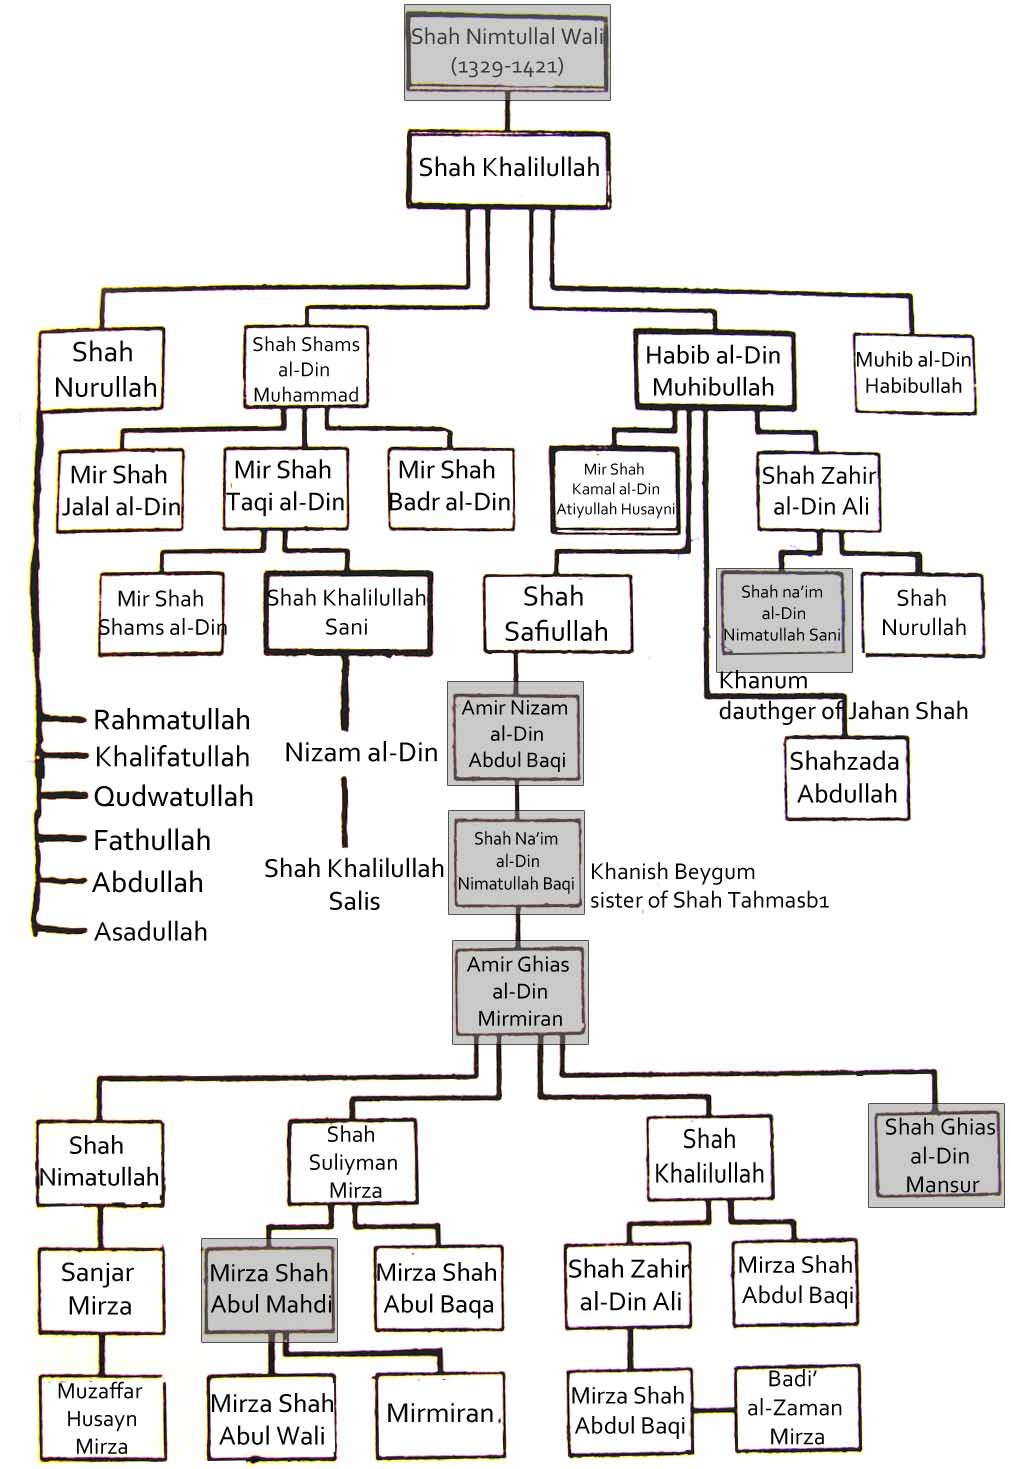 Shah Nimtullal Wali
(1329-1421)
Shah Khalilullah
Shah
Nurullah
Shah Shams
al-Din
Muhammad
Habib al-Din
Muhibullah
Muhib al-Din
Habibullah
Mir Shah
Jalal al-Din
Mir Shah
Taqi al-Din
Mir Shah
Badr al-Din
Mir Shah
Kamal al-Din
Atiyullah Husayni
Shah Zahir
al-Din Ali
Mir Shah
Shams al-Din
Shah Khalilullah
Sani
Shah
Safiullah
Shah na'im
al-Din
Nimatullah Sani
Shah
Nurullah
Khanum
dauthger of Jahan Shah
Rahmatullah
Khalifatullah
Qudwatullah
Fathullah
Abdullah
Asadullah
Nizam al-Din
Shah Khalilullah
Salis
Amir Nizam
al-Din
Abdul Baqi
Shahzada
Abdullah
Shah Na'im
al-Din
Nimatullah Baqi
Khanish Beygum
sister of Shah Tahmasb1
Amir Ghias
al-Din
Mirmiran
Shah
Nimatullah
Shah
Suliyman
Mirza
Shah
Khalilullah
Shah Ghias
al-Din
Mansur
Sanjar
Mirza
Mirza Shah
Abul Mahdi
Mirza Shah
Abul Baqa
Shah Zahir
al-Din Ali
Mirza Shah
Abdul Baqi
Muzaffar
Husayn
Mirza
Mirza Shah
Abul Wali
Mirmiran
Mirza Shah
Abdul Baqi
Badi'
al-Zaman
Mirza